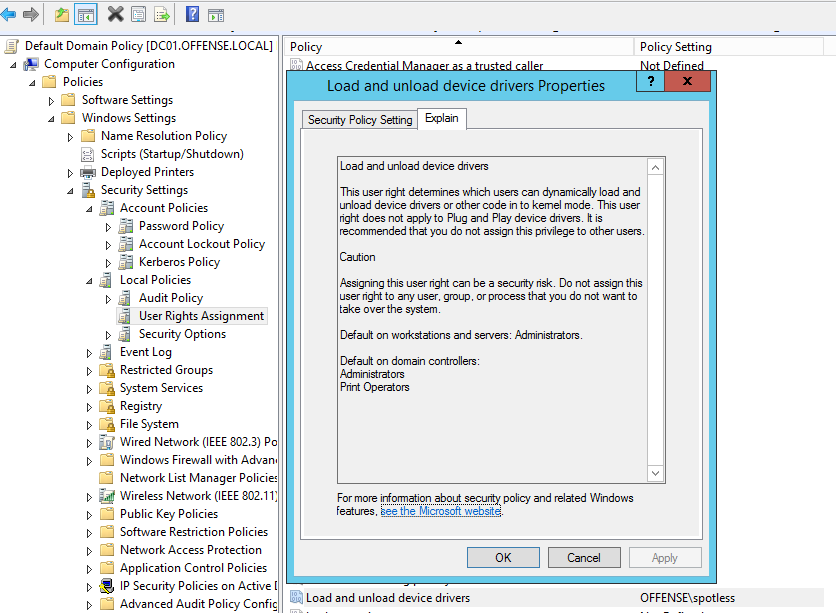 Default Domain Policy [DC01.OFFENSE.LOCAL]
Computer Configuration
Policies
Software Settings
Windows Settings
Name Resolution Policy
Scripts (Startup/Shutdown)
Deployed Printers
Security Settings
Account Policies
Password Policy
Account Lockout Policy
Kerberos Policy
Local Policies
Audit Policy
User Rights Assignment
Security Options
Event Log
Restricted Groups
System Services
Registry
File System
Wired Network (IEEE 802.3) Po
Windows Firewall with Advan
Network List Manager Policies
Wireless Network (IEEE 802.11)
Public Key Policies
Software Restriction Policies
Network Access Protection
Application Control Policies
IP Security Policies on Active D
Advanced Audit Policy Config
Policy
Policy Setting
Access Credential Manager as a trusted caller
Not Defined
Load and unload device drivers Properties
?
x
Security Policy Setting
Explain
Load and unload device drivers
This user right determines which users can dynamically load and
unload device drivers or other code in to kernel mode. This user
right does not apply to Plug and Play device drivers. It is
recommended that you do not assign this privilege to other users.
Caution
Assigning this user right can be a security risk. Do not assign this
user right to any user, group, or process that you do not want to
take over the system.
Default on workstations and servers: Administrators.
Default on domain controllers:
Administrators
Print Operators
For more information about security policy and related Windows
features, see the Microsoft website.
OK
Cancel
Apply
Load and unload device drivers
OFFENSE\spotless